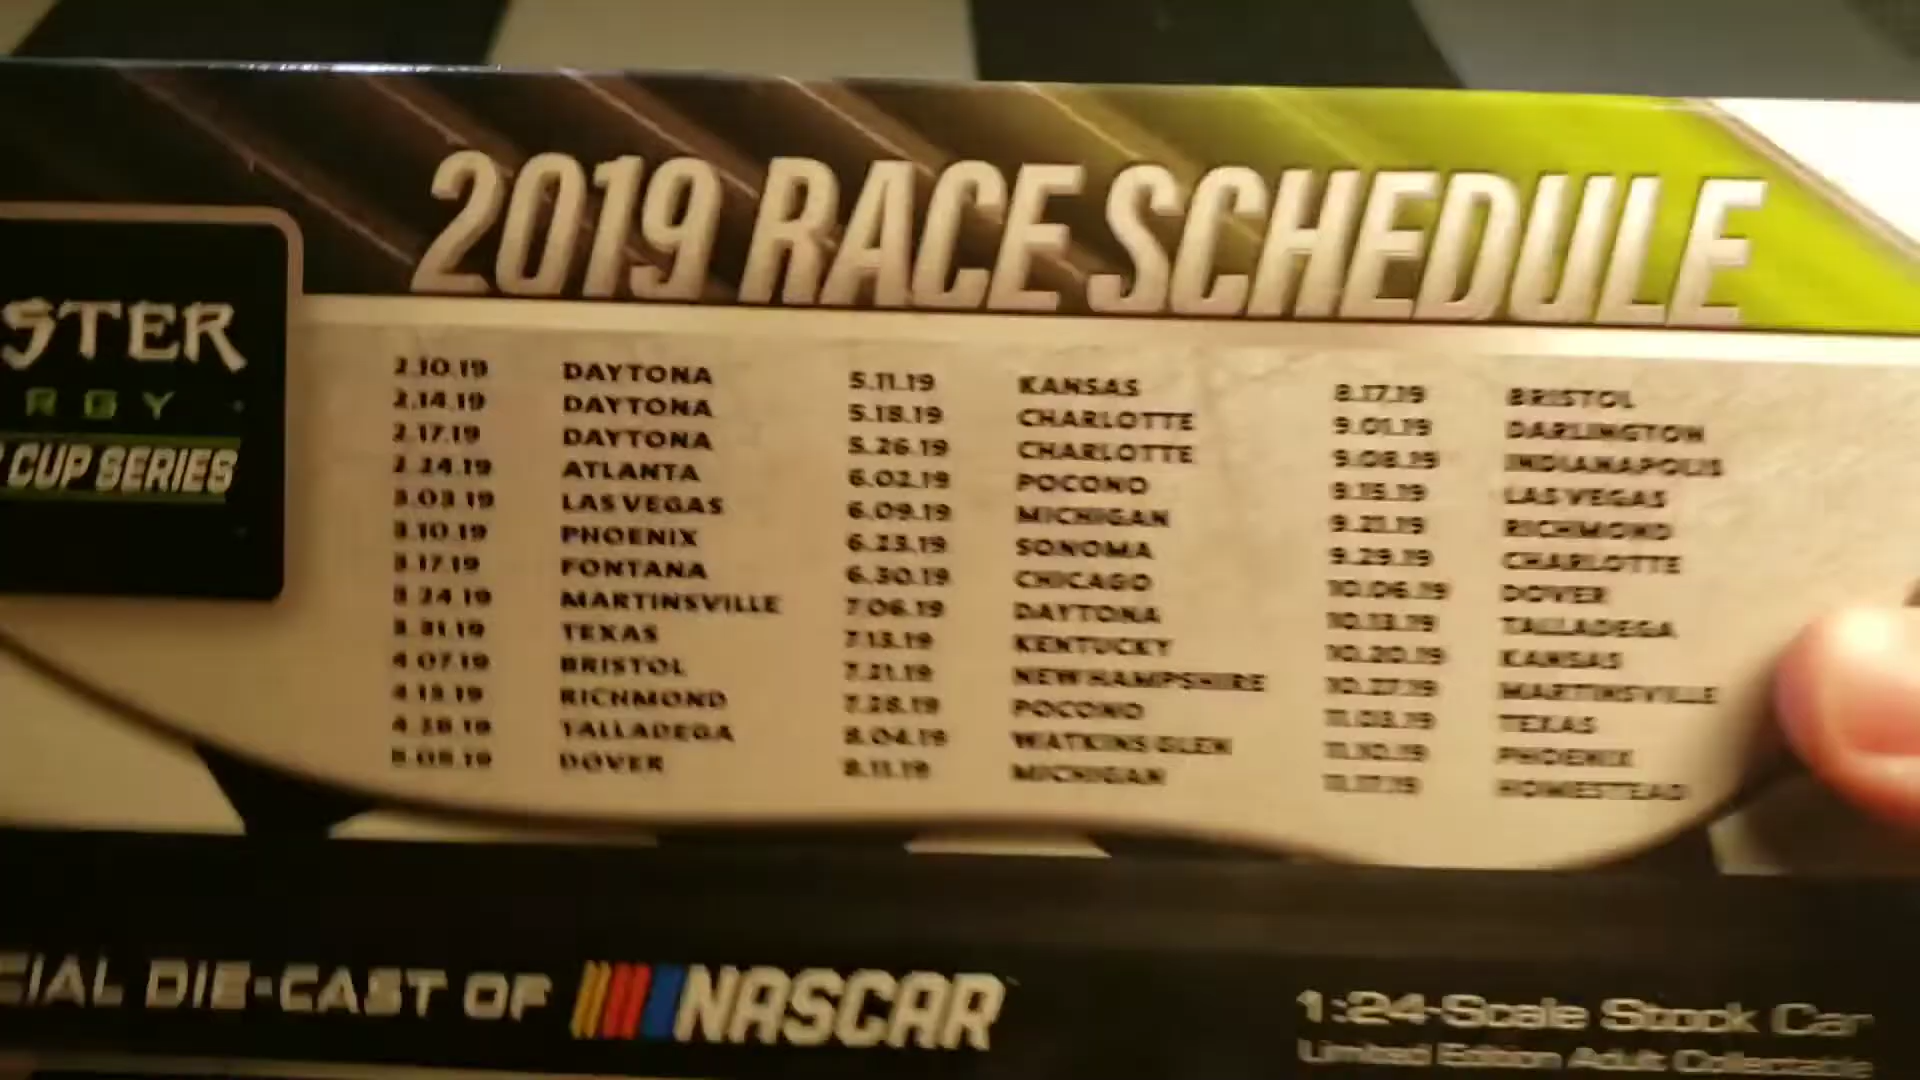 2019 RACE SCHEDULE
STER
RGY
CUP SERIES
2.10.19 DAYTONA
2.14.19 DAYTONA
2.17.19 DAYTONA
2.24.19 ATLANTA
3.03.19 LAS VEGAS
3.10.19 PHOENIX
3.17.19 FONTANA
3.24.19 MARTINSVILLE
3.31.19 TEXAS
4.07.19 BRISTOL
4.13.19 RICHMOND
4.28.19 TALLADEGA
DOVER
5.11.19 KANSAS
5.18.19 CHARLOTTE
5.26.19 CHARLOTTE
6.02.19 POCONO
6.09.19 MICHIGAN
6.23.19 SONOMA
6.30.19 CHICAGO
7.06.19 DAYTONA
7.13.19 KENTUCKY
7.21.19 NEW HAMPSHIRE
7.28.19 POCONO
8.04.19 WATKINS GLEN
8.11.19 MICHIGAN
8.17.19 BRISTOL
9.01.19 DARLINGTON
9.08.19 INDIANAPOLIS
9.15.19 LAS VEGAS
9.21.19 RICHMOND
9.29.19 CHARLOTTE
10.06.19 DOVER
10.13.19 TALLADEGA
10.20.19 KANSAS
10.27.19 MARTINSVILLE
11.03.19 TEXAS
11.10.19 PHOENIX
11.17.19 HOMESTEAD
CIAL DIE-CAST OF NASCAR
1:24-Scale Stock Car
Limited Edition Adult Collectable